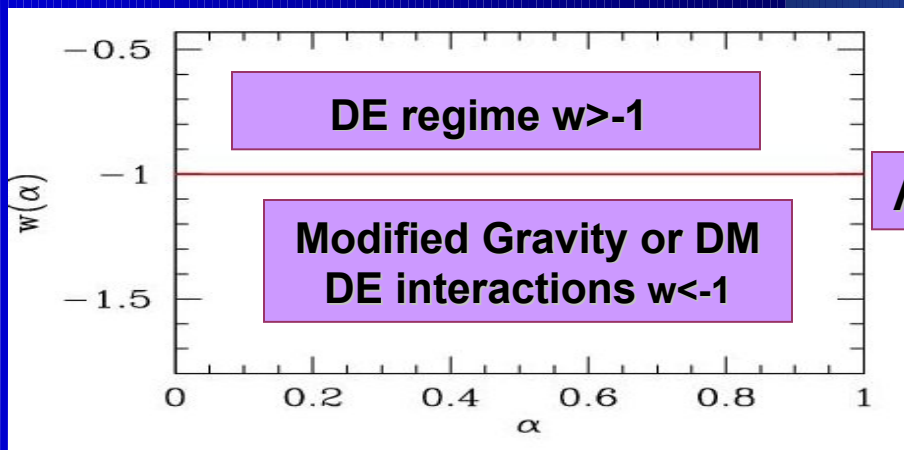 −0.5
DE regime w>-1
w(α)
−1
Modified Gravity or DM
DE interactions w<-1
−1.5
0 0.2 0.4 0.6 0.8 1
α